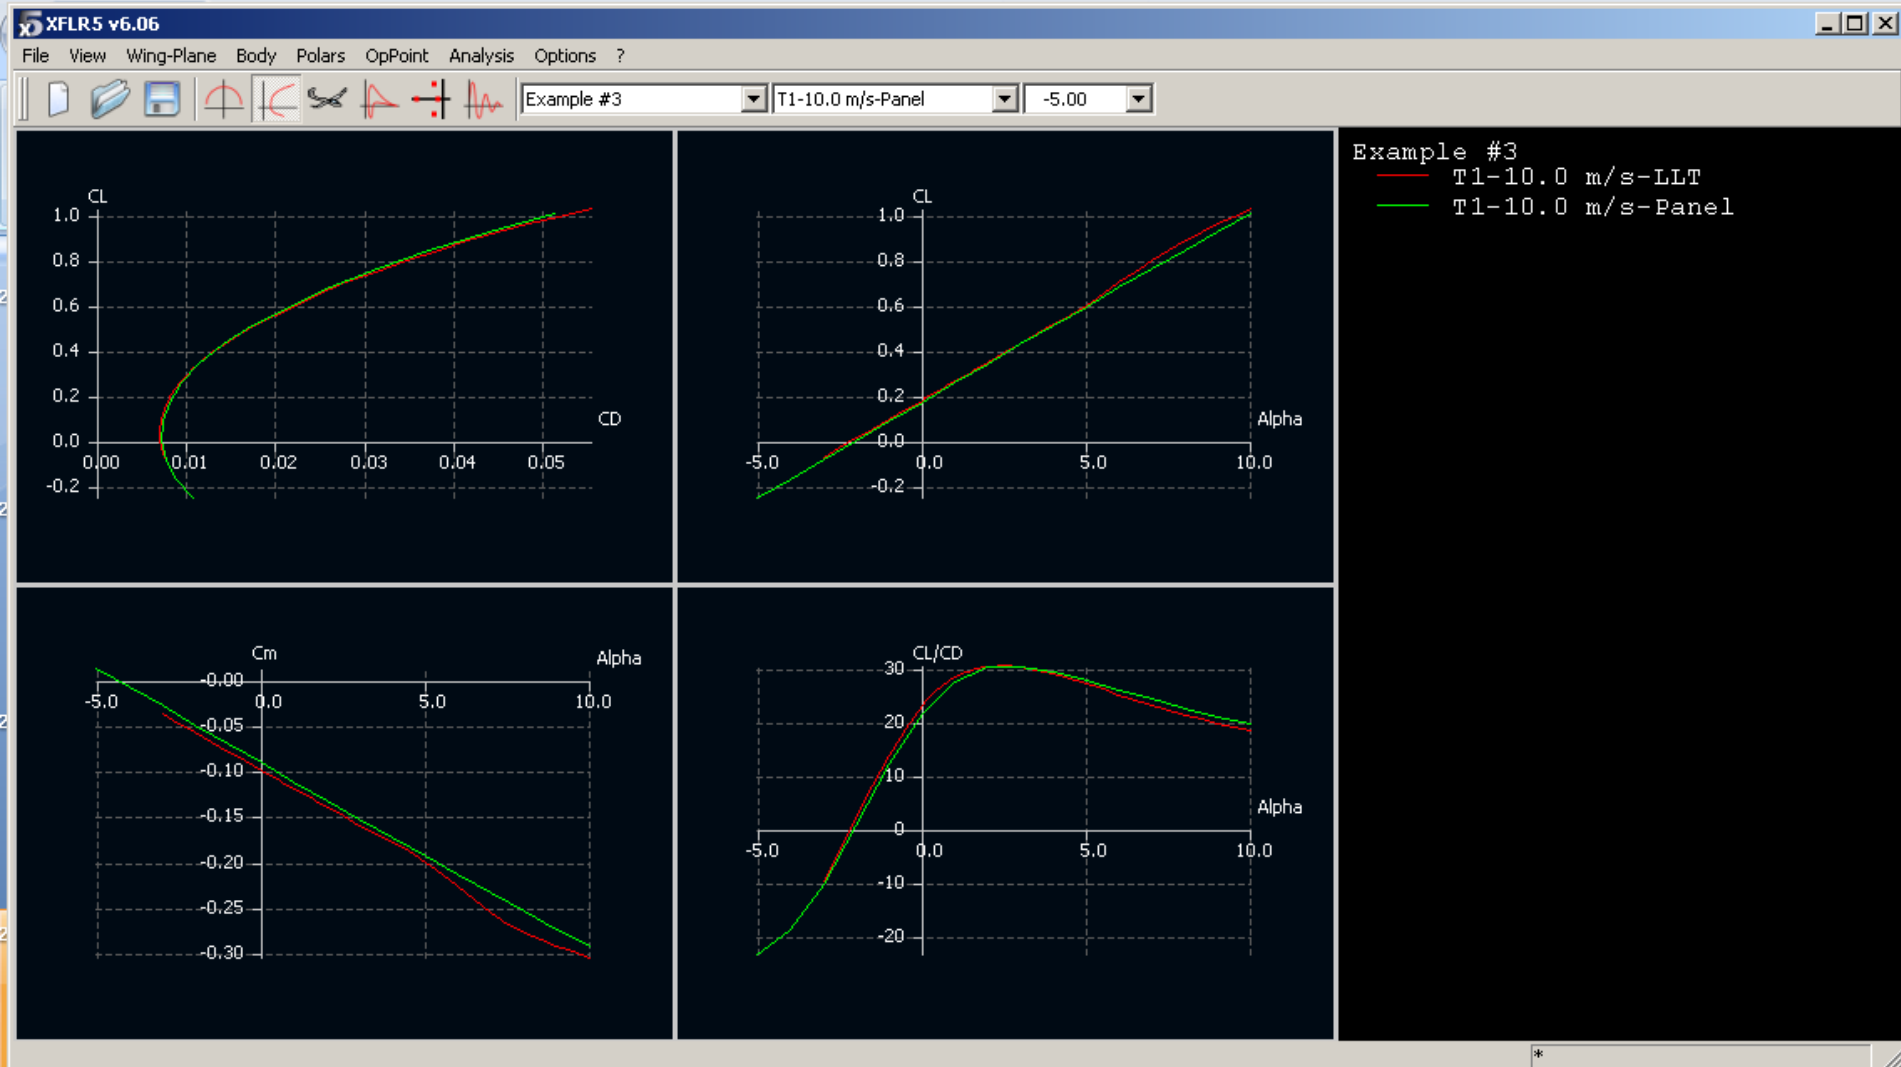 XFLR5 v6.06
File View Wing-Plane Body Polars OpPoint Analysis Options ?
Example #3 T1-10.0 m/s-Panel -5.00
CL
1.0
0.8
0.6
0.4
0.2
CD
0.0
0.00 0.01 0.02 0.03 0.04 0.05
-0.2
CL
1.0
0.8
0.6
0.4
0.2
Alpha
0.0
-5.0 0.0 5.0 10.0
-0.2
Example #3
T1-10.0 m/s-LLT
T1-10.0 m/s-Panel
Cm
Alpha
-0.00
-5.0 0.0 5.0 10.0
-0.05
-0.10
-0.15
-0.20
-0.25
-0.30
CL/CD
30
20
10
Alpha
0
-5.0 0.0 5.0 10.0
-10
-20
*